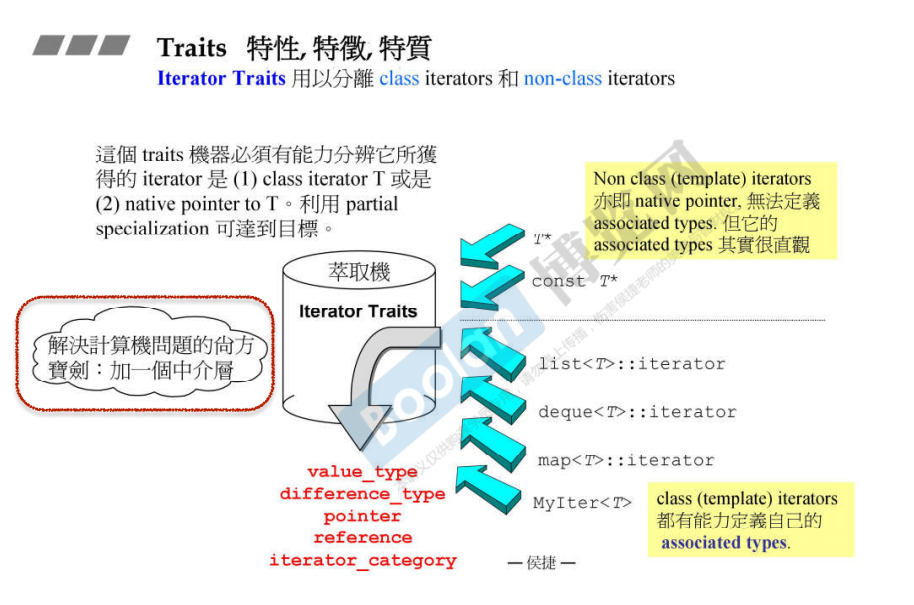 Traits 特性, 特徵, 特質
Iterator Traits 用以分離 class iterators 和 non-class iterators
這個 traits 機器必須有能力分辨它所獲
得的 iterator 是 (1) class iterator T 或是
(2) native pointer to T。利用 partial
specialization 可達到目標。
Non class (template) iterators
亦即 native pointer, 無法定義
associated types. 但它的
associated types 其實很直觀
萃取機
Iterator Traits
T*
const T*
解決計算機問題的尚方
寶劍：加一個中介層
list<T>::iterator
deque<T>::iterator
map<T>::iterator
MyIter<T>
class (template) iterators
都有能力定義自己的
associated types.
value_type
difference_type
pointer
reference
iterator_category
— 侯捷 —
Boolan 博览网